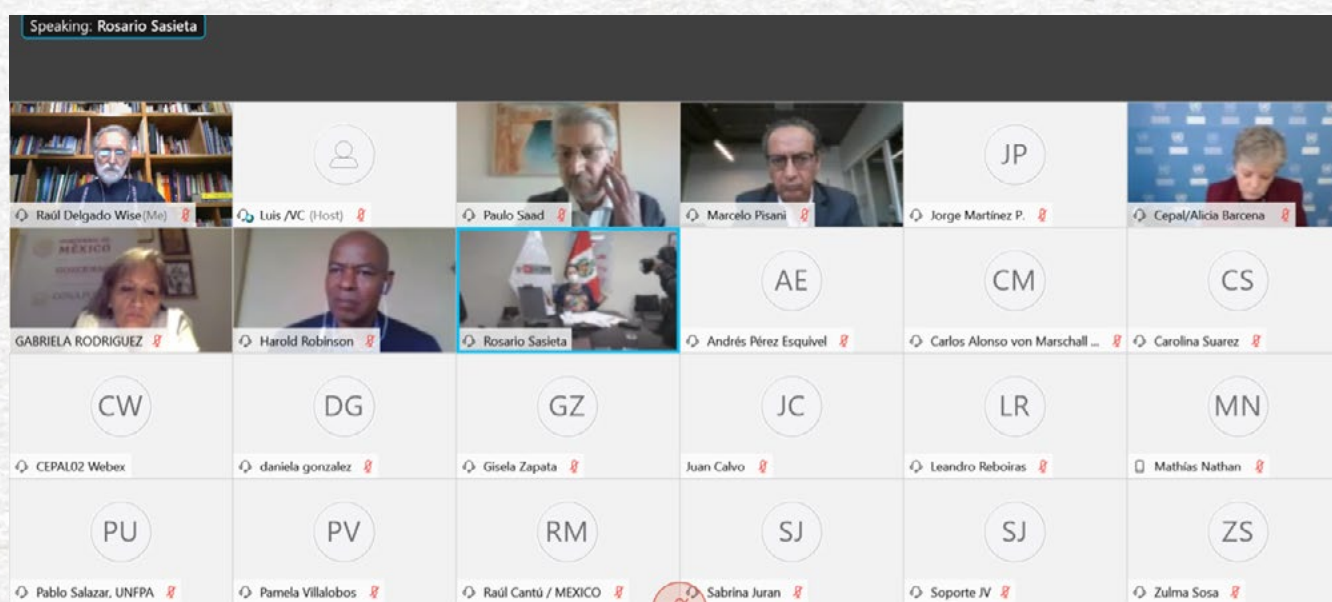 Speaking: Rosario Sasieta
JP
Raúl Delgado Wise (Me)
Luis /VC (Host)
Paulo Saad
Marcelo Pisani
Jorge Martínez P.
Cepal/Alicia Barcena
MÉXICO
AE
CM
CS
GABRIELA RODRIGUEZ
Harold Robinson
Rosario Sasieta
Andrés Pérez Esquivel
Carlos Alonso von Marschall ...
Carolina Suarez
CW
DG
GZ
JC
LR
MN
CEPAL02 Webex
daniela gonzalez
Gisela Zapata
Juan Calvo
Leandro Reboiras
Mathías Nathan
PU
PV
RM
SJ
SJ
ZS
Pablo Salazar, UNFPA
Pamela Villalobos
Raúl Cantú / MEXICO
Sabrina Juran
Soporte JV
Zulma Sosa